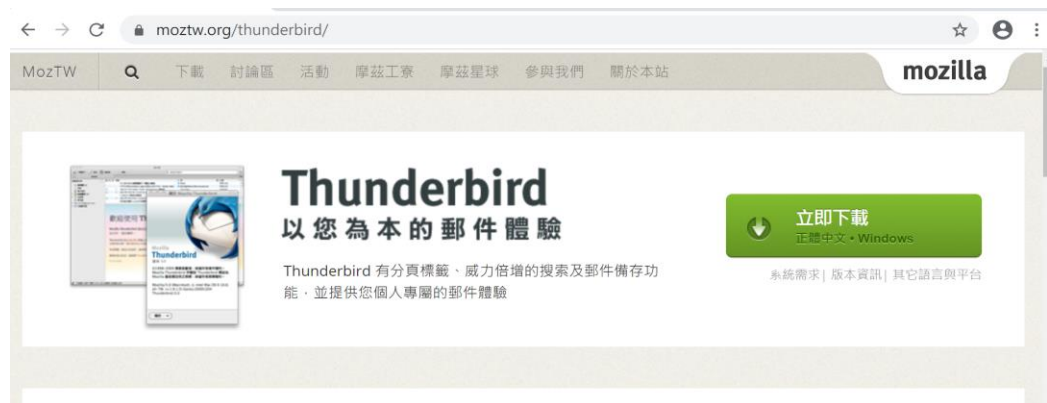 moztw.org/thunderbird/
MozTW 下載 討論區 活動 摩茲工寮 摩茲星球 參與我們 關於本站 mozilla
Thunderbird
以您為本的郵件體驗
Thunderbird 有分頁標籤、威力倍增的搜索及郵件備存功
能，並提供您個人專屬的郵件體驗
立即下載
正體中文 • Windows
系統需求| 版本資訊| 其它語言與平台
Thunderbird